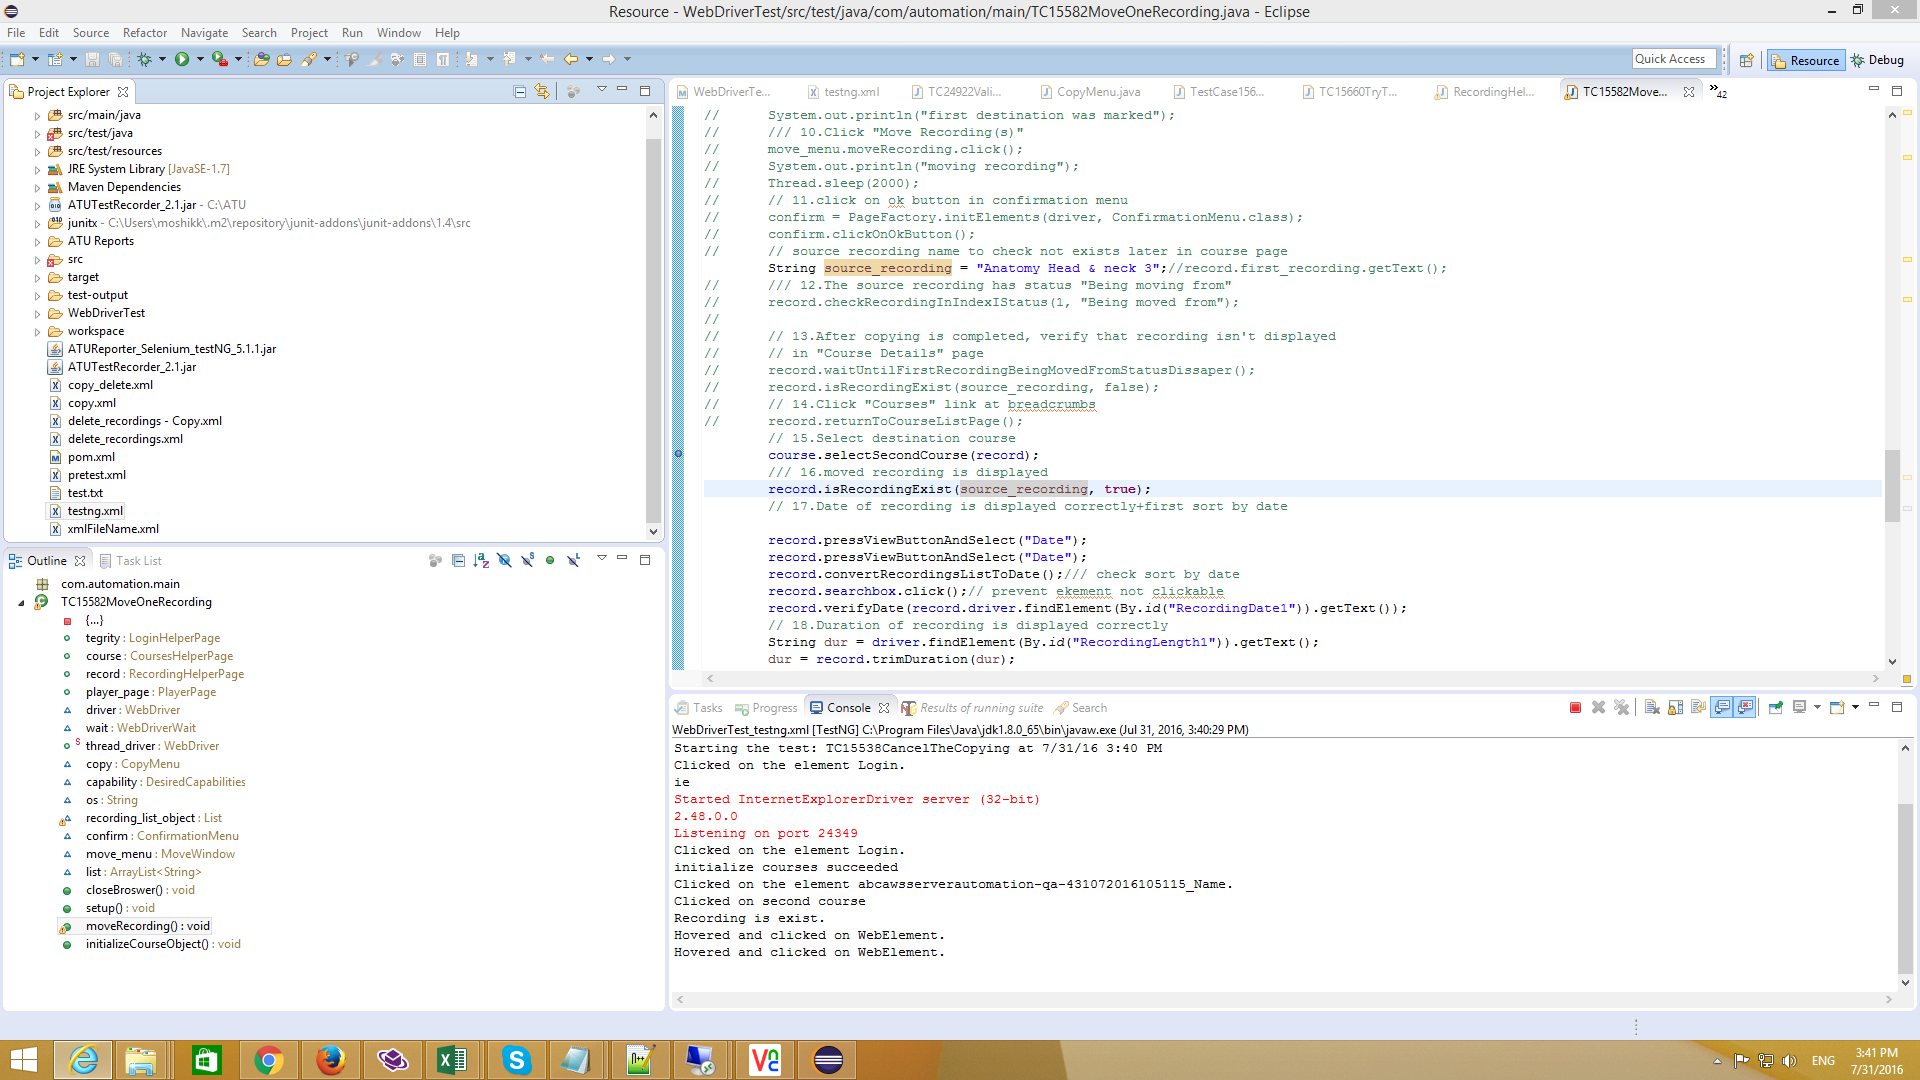 Resource - WebDriverTest/src/test/java/com/automation/main/TC15582MoveOneRecording.java - Eclipse
File Edit Source Refactor Navigate Search Project Run Window Help
Quick Access
Resource
Debug
Project Explorer
src/main/java
src/test/java
src/test/resources
JRE System Library [JavaSE-1.7]
Maven Dependencies
ATUTestRecorder_2.1.jar - C:\ATU
junitx - C:\Users\moshikk\.m2\repository\junit-addons\junit-addons\1.4\src
ATU Reports
src
target
test-output
WebDriverTest
workspace
ATUReporter_Selenium_testNG_5.1.1.jar
ATUTestRecorder_2.1.jar
copy_delete.xml
copy.xml
delete_recordings - Copy.xml
delete_recordings.xml
pom.xml
pretest.xml
test.txt
testng.xml
xmlFileName.xml
Outline Task List
com.automation.main
TC15582MoveOneRecording
{...}
tegrity : LoginHelperPage
course : CoursesHelperPage
record : RecordingHelperPage
player_page : PlayerPage
driver : WebDriver
wait : WebDriverWait
thread_driver : WebDriver
copy : CopyMenu
capability : DesiredCapabilities
os : String
recording_list_object : List
confirm : ConfirmationMenu
move_menu : MoveWindow
list : ArrayList<String>
closeBroswer() : void
setup() : void
moveRecording() : void
initializeCourseObject() : void
WebDriverTe... testng.xml TC24922Vali... CopyMenu.java TestCase156... TC15660TryT... RecordingHel... TC15582Move... »42
// System.out.println("first destination was marked");
// /// 10.Click "Move Recording(s)"
// move_menu.moveRecording.click();
// System.out.println("moving recording");
// Thread.sleep(2000);
// // 11.click on ok button in confirmation menu
// confirm = PageFactory.initElements(driver, ConfirmationMenu.class);
// confirm.clickOnOkButton();
// // source recording name to check not exists later in course page
String source_recording = "Anatomy Head & neck 3";//record.first_recording.getText();
// /// 12.The source recording has status "Being moving from"
// record.checkRecordingInIndexIStatus(1, "Being moved from");
//
// // 13.After copying is completed, verify that recording isn't displayed
// // in "Course Details" page
// record.waitUntilFirstRecordingBeingMovedFromStatusDissaper();
// record.isRecordingExist(source_recording, false);
// // 14.Click "Courses" link at breadcrumbs
// record.returnToCourseListPage();
// 15.Select destination course
course.selectSecondCourse(record);
/// 16.moved recording is displayed
record.isRecordingExist(source_recording, true);
// 17.Date of recording is displayed correctly+first sort by date
record.pressViewButtonAndSelect("Date");
record.pressViewButtonAndSelect("Date");
record.convertRecordingsListToDate();/// check sort by date
record.searchbox.click();// prevent ekement not clickable
record.verifyDate(record.driver.findElement(By.id("RecordingDate1")).getText());
// 18.Duration of recording is displayed correctly
String dur = driver.findElement(By.id("RecordingLength1")).getText();
dur = record.trimDuration(dur);
Tasks Progress Console Results of running suite Search
WebDriverTest_testng.xml [TestNG] C:\Program Files\Java\jdk1.8.0_65\bin\javaw.exe (Jul 31, 2016, 3:40:29 PM)
Starting the test: TC15538CancelTheCopying at 7/31/16 3:40 PM
Clicked on the element Login.
ie
Started InternetExplorerDriver server (32-bit)
2.48.0.0
Listening on port 24349
Clicked on the element Login.
initialize courses succeeded
Clicked on the element abcawsserverautomation-qa-431072016105115_Name.
Clicked on second course
Recording is exist.
Hovered and clicked on WebElement.
Hovered and clicked on WebElement.
ENG
3:41 PM
7/31/2016